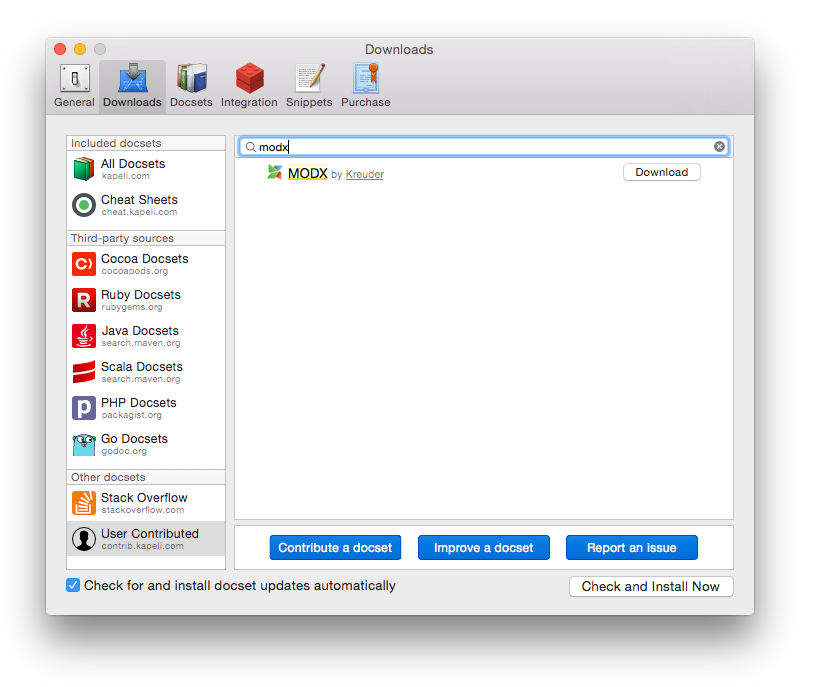 Downloads
General Downloads Docsets Integration Snippets Purchase
Included docsets
All Docsets
kapeli.com
Cheat Sheets
cheat.kapeli.com
Third-party sources
Cocoa Docsets
cocoapods.org
Ruby Docsets
rubygems.org
Java Docsets
search.maven.org
Scala Docsets
search.maven.org
PHP Docsets
packagist.org
Go Docsets
godoc.org
Other docsets
Stack Overflow
stackoverflow.com
User Contributed
contrib.kapeli.com
modx
MODX by Kreuder Download
Contribute a docset Improve a docset Report an issue
Check for and install docset updates automatically Check and Install Now